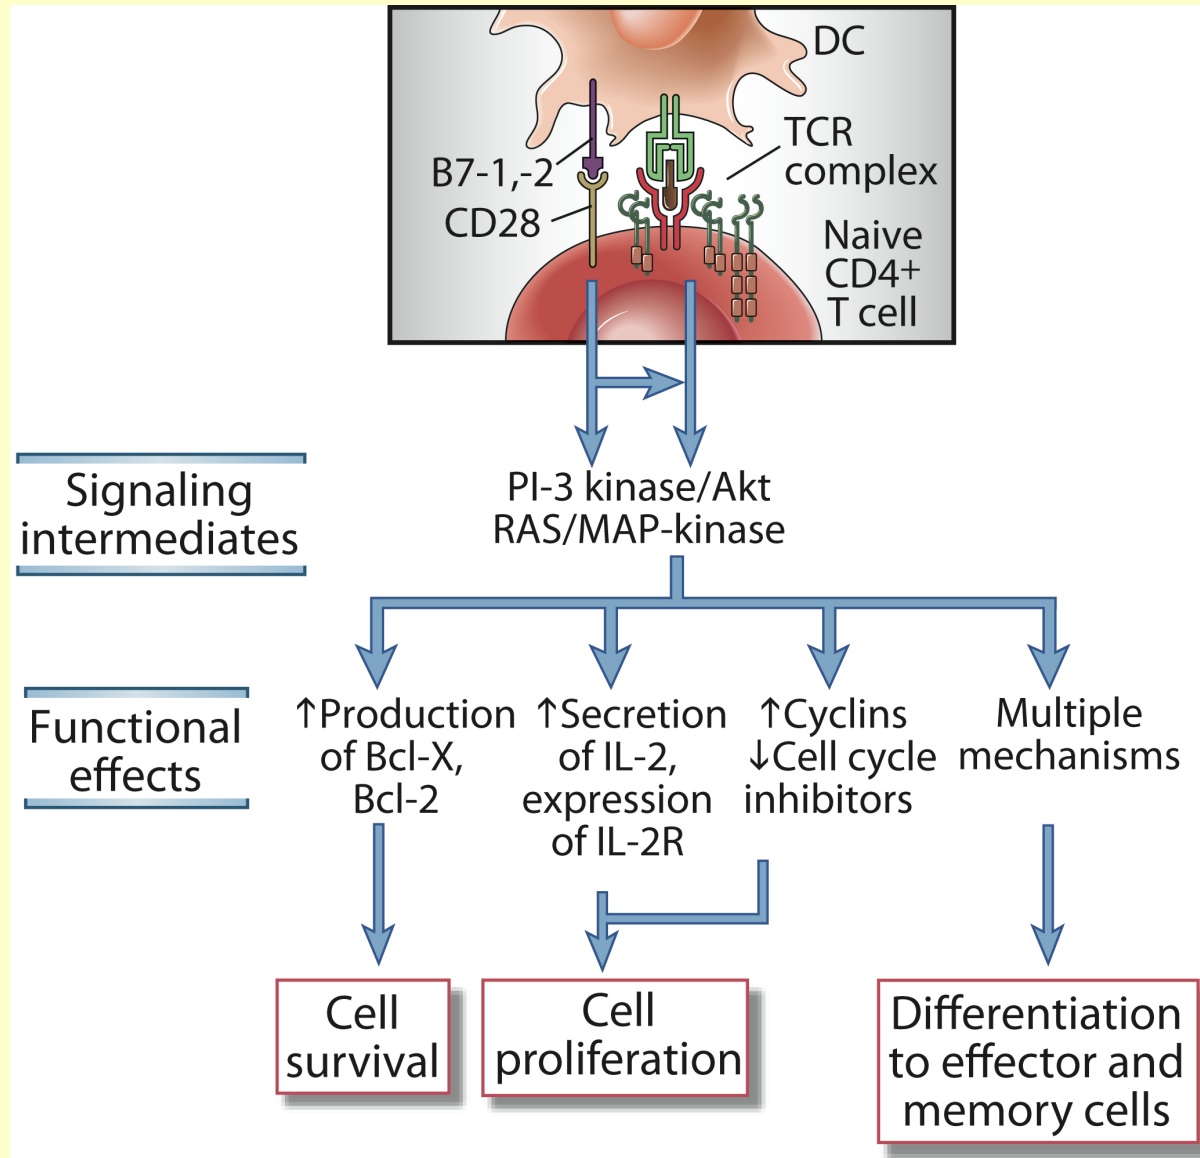 DC
TCR
complex
B7-1,-2
CD28
Naive
CD4+
T cell
Signaling
intermediates
PI-3 kinase/Akt
RAS/MAP-kinase
Functional
effects
↑Production
of Bcl-X,
Bcl-2
↑Secretion
of IL-2,
expression
of IL-2R
↑Cyclins
↓Cell cycle
inhibitors
Multiple
mechanisms
Cell
survival
Cell
proliferation
Differentiation
to effector and
memory cells